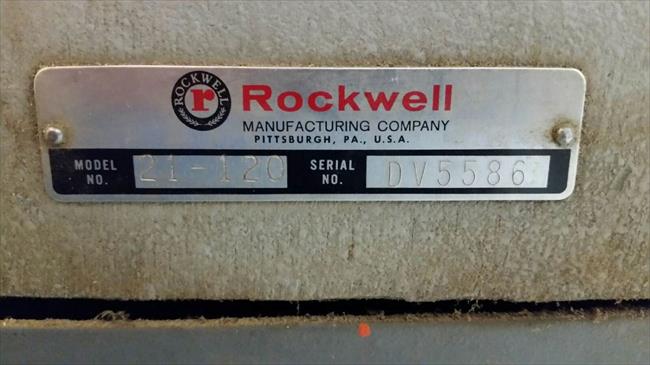 ROCKWELL
r
Rockwell
MANUFACTURING COMPANY
PITTSBURGH, PA., U.S.A.
MODEL NO. 21-120 SERIAL NO. DV5586